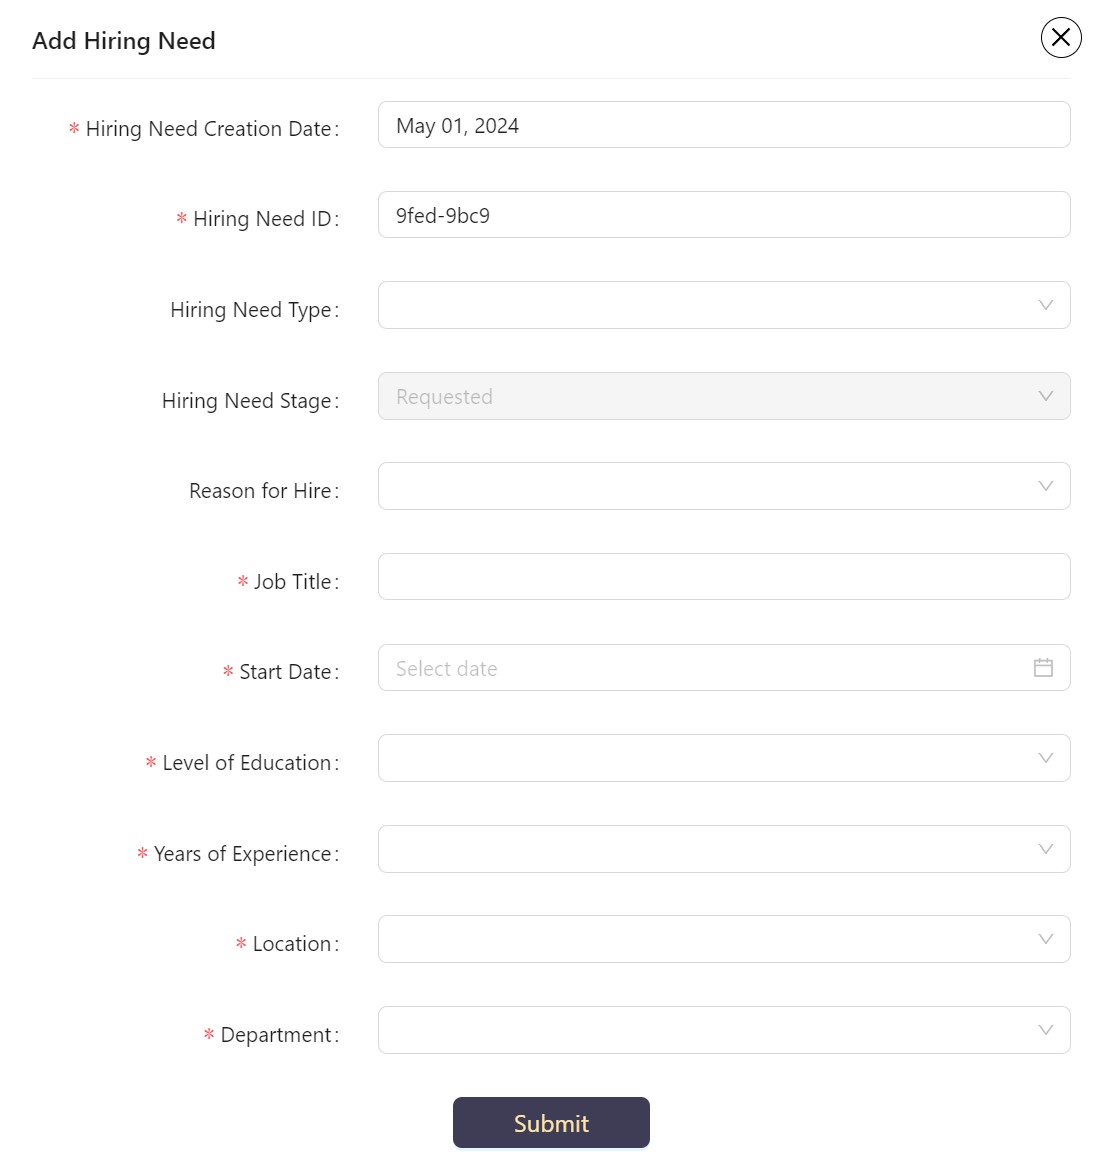 Add Hiring Need
* Hiring Need Creation Date: May 01, 2024
* Hiring Need ID: 9fed-9bc9
Hiring Need Type:
Hiring Need Stage: Requested
Reason for Hire:
* Job Title:
* Start Date: Select date
* Level of Education:
* Years of Experience:
* Location:
* Department:
Submit